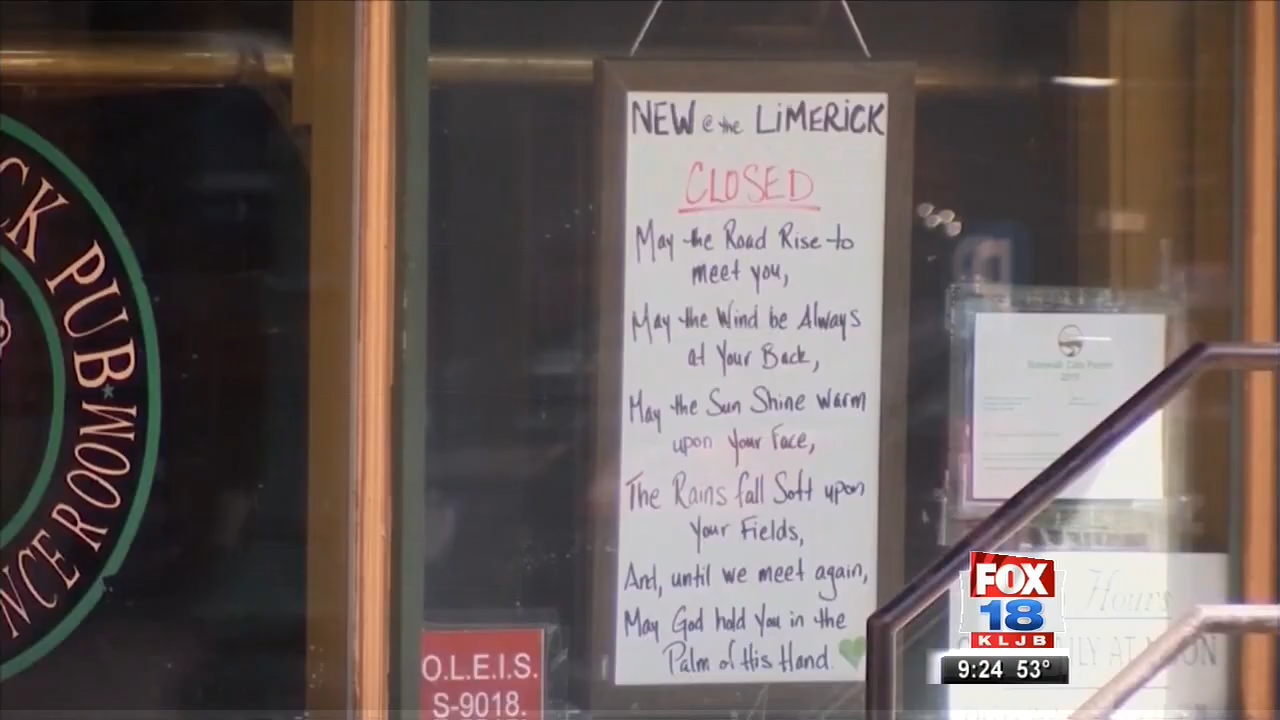 NEW @ the LiMERiCK
CLOSED
May the Road Rise to
meet you,
May the Wind be Always
at Your Back,
May the Sun Shine warm
upon your Face,
The Rains fall Soft upon
your Fields,
And, until we meet again,
May God hold You in the
Palm of His Hand.
CK PUB
NCE ROOM
O.L.E.I.S.
S-9018.
Hours
FOX
18
KLJB
9:24 53°